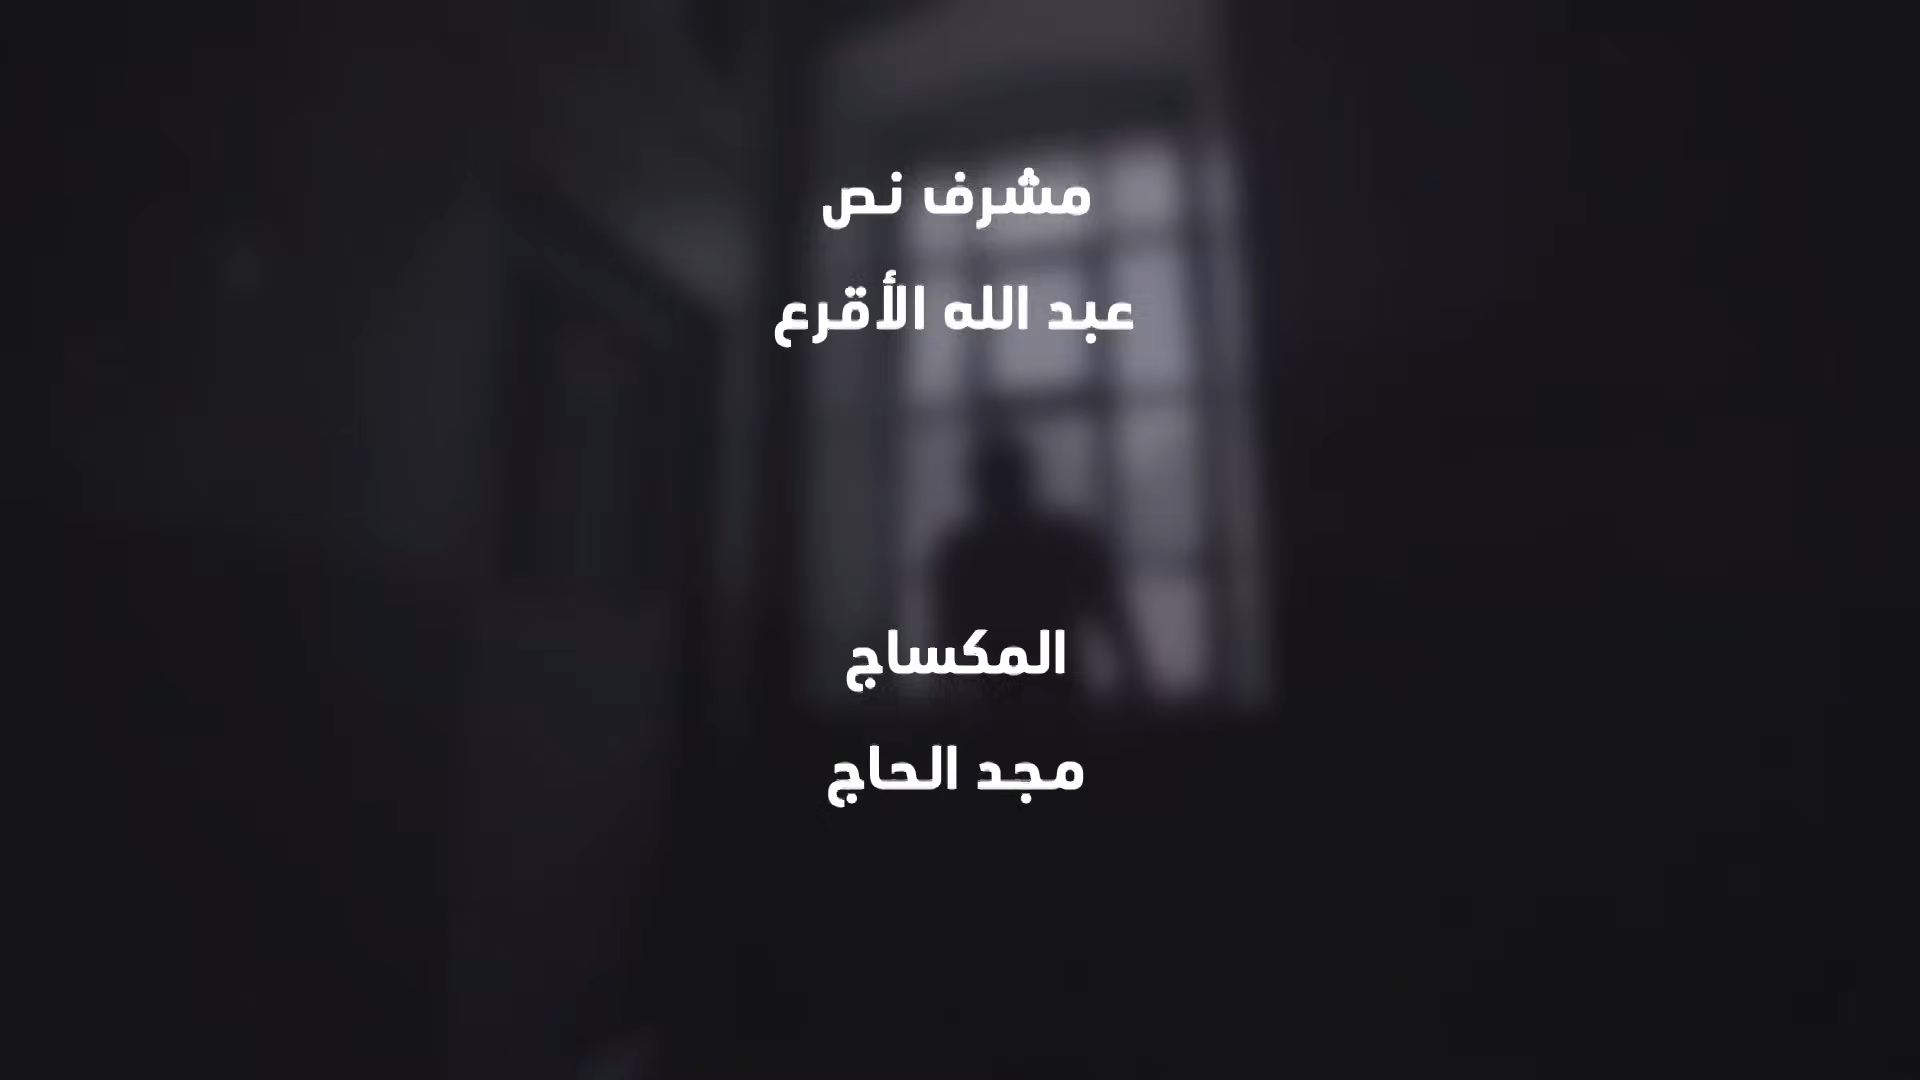 مشرف نص
عبد الله الأقرع
المكساج
مجد الحاج